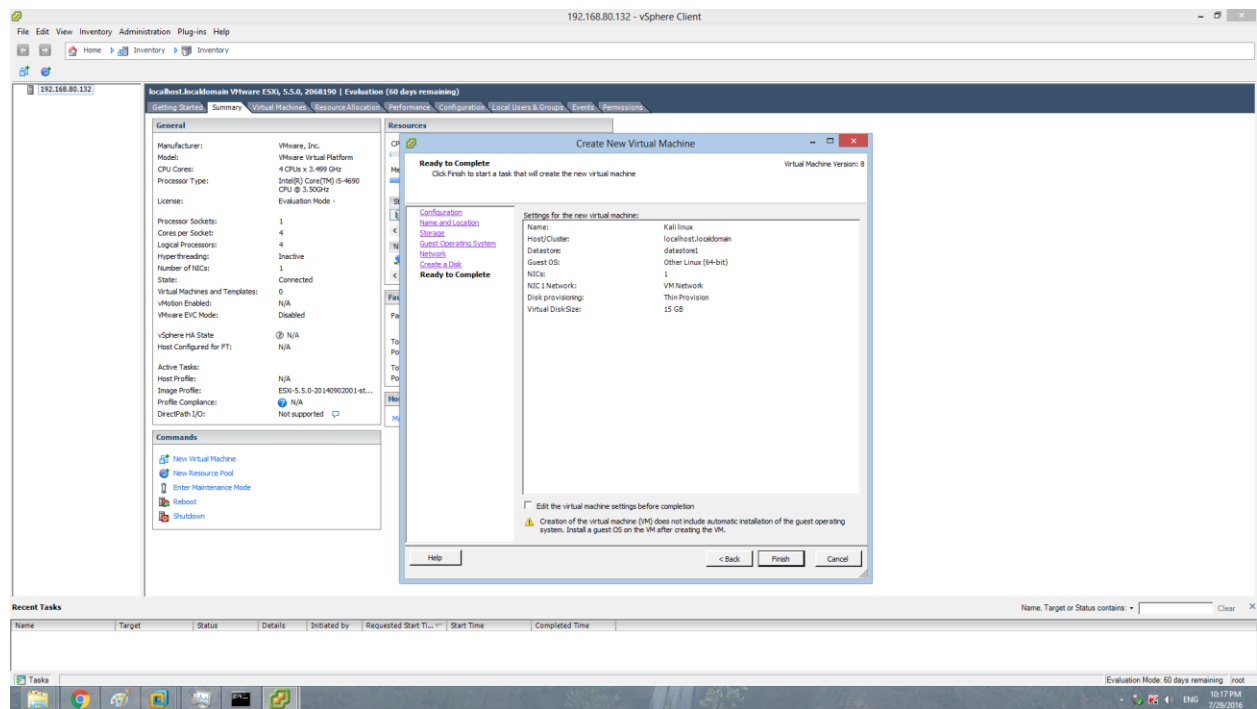 192.168.80.132 - vSphere Client
File Edit View Inventory Administration Plug-ins Help
Home Inventory Inventory
192.168.80.132
localhost.localdomain VMware ESXi, 5.5.0, 2068190 | Evaluation (60 days remaining)
Getting Started Summary Virtual Machines Resource Allocation Performance Configuration Local Users & Groups Events Permissions
General
Manufacturer: VMware, Inc.
Model: VMware Virtual Platform
CPU Cores: 4 CPUs x 3.499 GHz
Processor Type: Intel(R) Core(TM) i5-4690
CPU @ 3.50GHz
License: Evaluation Mode -
Processor Sockets: 1
Cores per Socket: 4
Logical Processors: 4
Hyperthreading: Inactive
Number of NICs: 1
State: Connected
Virtual Machines and Templates: 0
vMotion Enabled: N/A
VMware EVC Mode: Disabled
vSphere HA State N/A
Host Configured for FT: N/A
Active Tasks:
Host Profile: N/A
Image Profile: ESXi-5.5.0-20140902001-st...
Profile Compliance: N/A
DirectPath I/O: Not supported
Commands
New Virtual Machine
New Resource Pool
Enter Maintenance Mode
Reboot
Shutdown
Resources
Create New Virtual Machine
Ready to Complete
Click Finish to start a task that will create the new virtual machine
Virtual Machine Version: 8
Configuration
Name and Location
Storage
Guest Operating System
Network
Create a Disk
Ready to Complete
Settings for the new virtual machine:
Name: Kali linux
Host/Cluster: localhost.localdomain
Datastore: datastore1
Guest OS: Other Linux (64-bit)
NICs: 1
NIC 1 Network: VM Network
Disk provisioning: Thin Provision
Virtual Disk Size: 15 GB
Edit the virtual machine settings before completion
Creation of the virtual machine (VM) does not include automatic installation of the guest operating
system. Install a guest OS on the VM after creating the VM.
Help < Back Finish Cancel
Recent Tasks
Name, Target or Status contains: Clear
Name Target Status Details Initiated by Requested Start Ti... Start Time Completed Time
Tasks
Evaluation Mode: 60 days remaining root
ENG 10:17 PM
7/29/2016